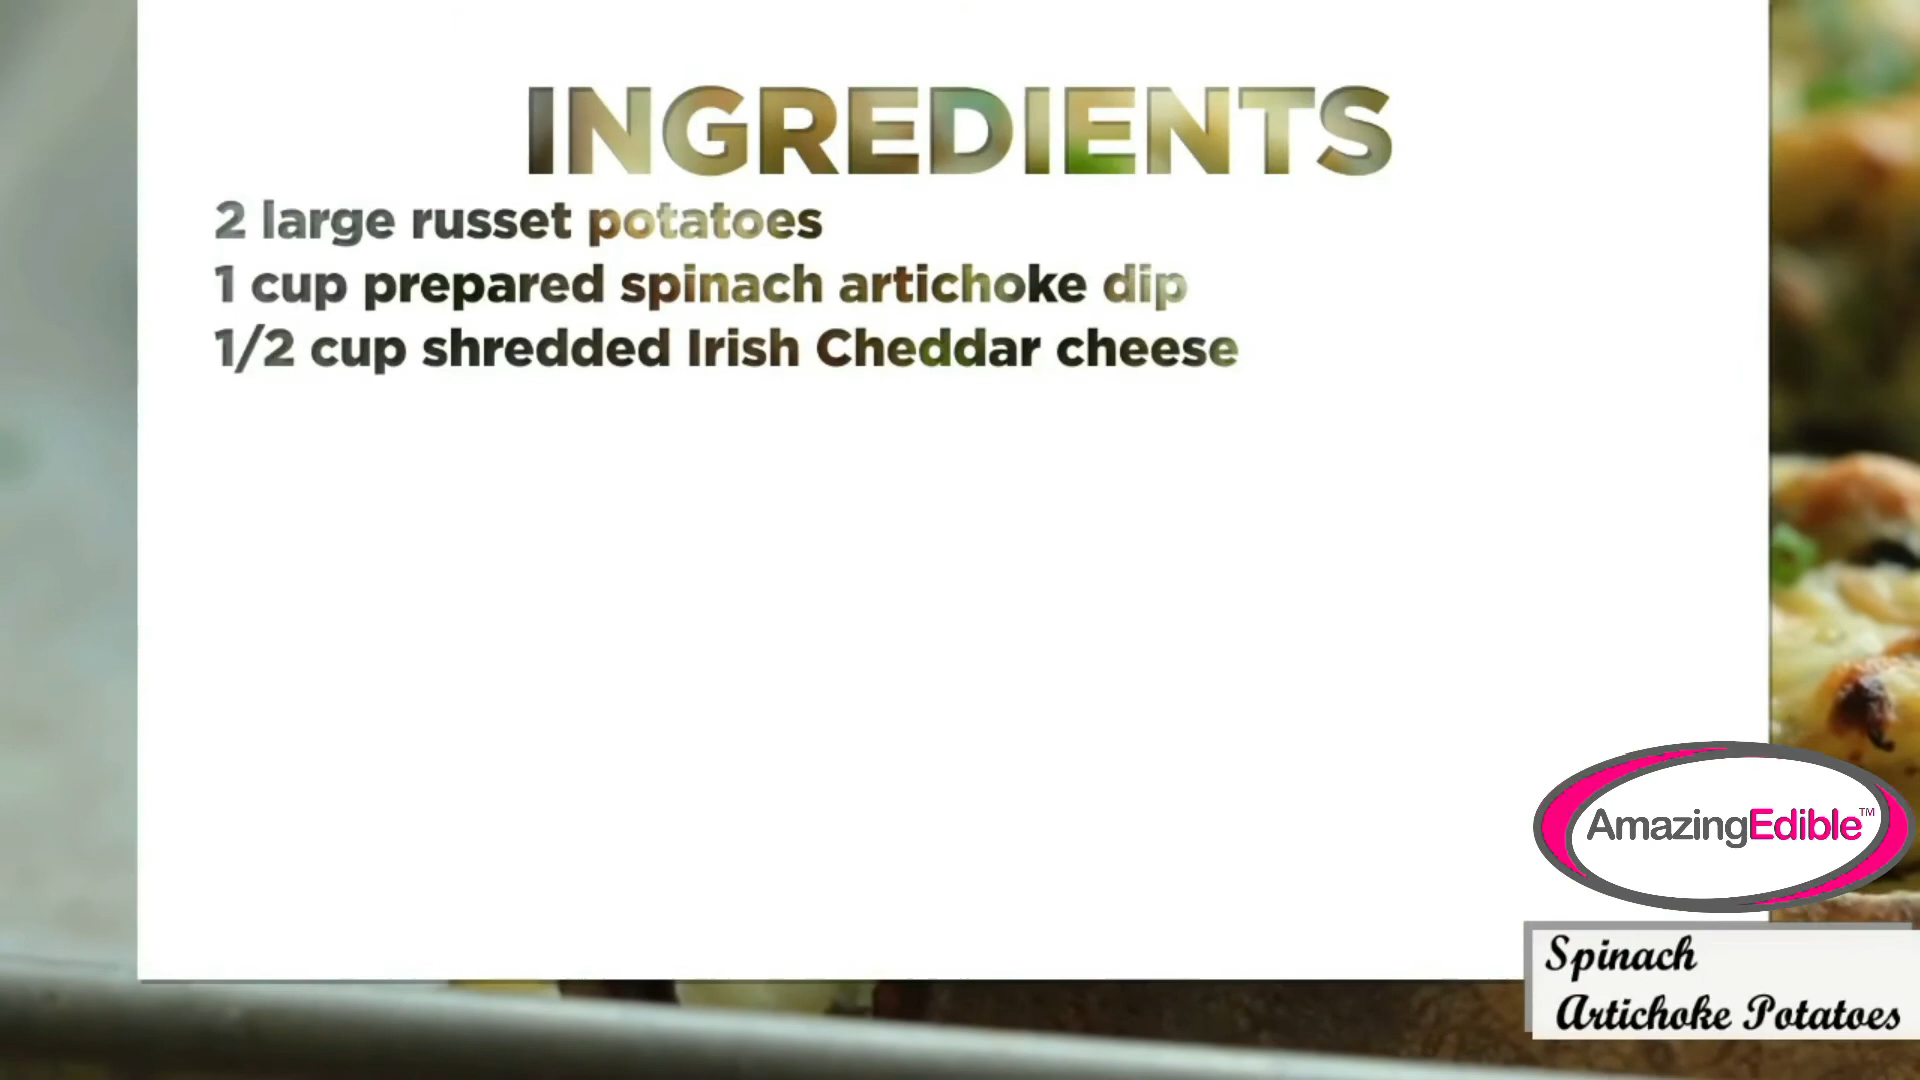 INGREDIENTS
2 large russet potatoes
1 cup prepared spinach artichoke dip
1/2 cup shredded Irish Cheddar cheese
AmazingEdible™
Spinach
Artichoke Potatoes